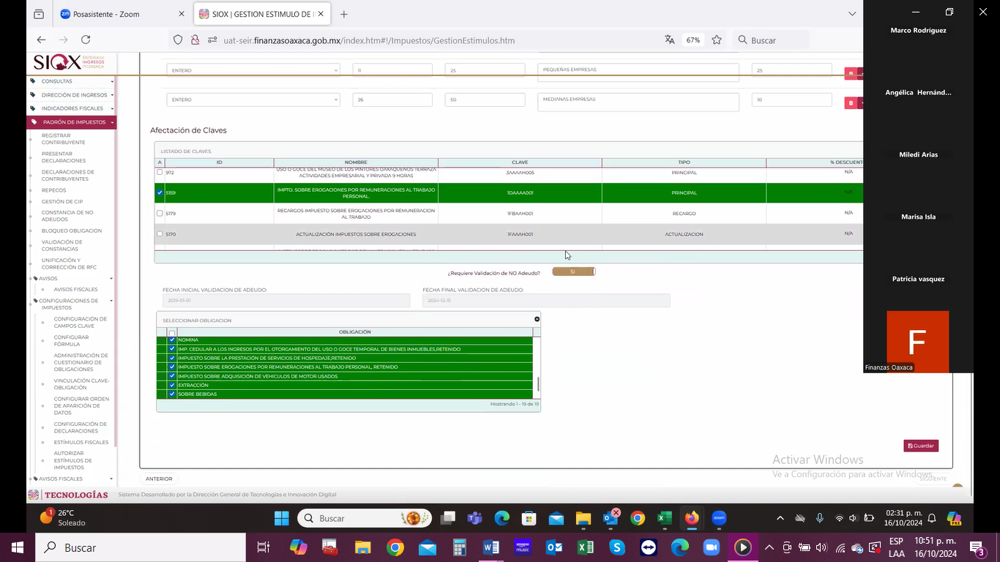 Posasistente - Zoom
SIOX | GESTION ESTIMULO DE I
uat-seir.finanzasoaxaca.gob.mx/index.htm#!/Impuestos/GestionEstimulos.htm
67%
Buscar
SIOX SISTEMA DE INGRESOS DE OAXACA
CONSULTAS
DIRECCIÓN DE INGRESOS
INDICADORES FISCALES
PADRÓN DE IMPUESTOS
REGISTRAR
CONTRIBUYENTE
PRESENTAR
DECLARACIONES
DECLARACIONES DE
CONTRIBUYENTES
REPECOS
GESTIÓN DE CIP
CONSTANCIA DE NO
ADEUDOS
BLOQUEO OBLIGACION
VALIDACIÓN DE
CONSTANCIAS
UNIFICACIÓN Y
CORRECCIÓN DE RFC
AVISOS
AVISOS FISCALES
CONFIGURACIONES DE
IMPUESTOS
CONFIGURACIÓN DE
CAMPOS CLAVE
CONFIGURAR
FÓRMULA
ADMINISTRACIÓN DE
CUESTIONARIO DE
OBLIGACIONES
VINCULACIÓN CLAVE-
OBLIGACIÓN
CONFIGURAR ORDEN
DE APARICIÓN DE
DATOS
CONFIGURACIÓN DE
DECLARACIONES
ESTÍMULOS FISCALES
AUTORIZAR
ESTÍMULOS DE
IMPUESTOS
AVISOS FISCALES
ENTERO 11 25 PEQUEÑAS EMPRESAS 25
ENTERO 26 50 MEDIANAS EMPRESAS 10
Afectación de Claves
LISTADO DE CLAVES
A ID NOMBRE CLAVE TIPO % DESCUENT
972 USO O GOCE DEL MUSEO DE LOS PINTORES OAXAQUEÑOS TERRAZA
ACTIVIDADES EMPRESARIAL Y PRIVADA 9 HORAS 3AAAAH005 PRINCIPAL N/A
5159 IMPTO. SOBRE EROGACIONES POR REMUNERACIONES AL TRABAJO
PERSONAL. 1DAAAA001 PRINCIPAL N/A
5179 RECARGOS IMPUESTO SOBRE EROGACIONES POR REMUNERACION
AL TRABAJO 1FBAAH001 RECARGO N/A
5170 ACTUALIZACIÓN IMPUESTOS SOBRE EROGACIONES 1FAAAH001 ACTUALIZACION N/A
¿Requiere Validación de NO Adeudo? SI
FECHA INICIAL VALIDACION DE ADEUDO: FECHA FINAL VALIDACION DE ADEUDO:
2019-01-01 2024-12-31
SELECCIONAR OBLIGACION
OBLIGACIÓN
NOMINA
IMP. CEDULAR A LOS INGRESOS POR EL OTORGAMIENTO DEL USO O GOCE TEMPORAL DE BIENES INMUEBLES,RETENIDO
IMPUESTO SOBRE LA PRESTACIÓN DE SERVICIOS DE HOSPEDAJE,RETENIDO
IMPUESTO SOBRE EROGACIONES POR REMUNERACIONES AL TRABAJO PERSONAL, RETENIDO
IMPUESTO SOBRE ADQUISICIÓN DE VEHICULOS DE MOTOR USADOS
EXTRACCIÓN
SOBRE BEBIDAS
Mostrando 1 - 19 de 19
Guardar
ANTERIOR
SIGUIENTE
Activar Windows
Ve a Configuración para activar Windows.
TECNOLOGÍAS Sistema Desarrollado por la Dirección General de Tecnologías e Innovación Digital
Marco Rodríguez
Angélica Hernánd...
Miledi Arias
Marisa Isla
Patricia vasquez
F
Finanzas Oaxaca
1
26°C
Soleado
Buscar
zoom
02:31 p. m.
16/10/2024
PRE
Buscar
amazon music
ESP
LAA
10:51 p. m.
16/10/2024
3